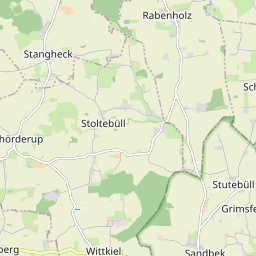 Rabenholz
Stangheck
Sch
Stoltebüll
hörderup
Stutebüll
Grimsfe
berg
Wittkiel
Sandbek